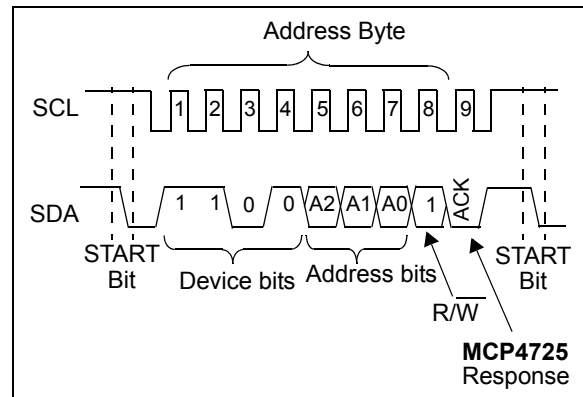 Address Byte
SCL 1 2 3 4 5 6 7 8 9
SDA 1 1 0 0 A2 A1 A0 1 ACK
START
Bit
Device bits
Address bits
START
Bit
R/W̅
MCP4725
Response